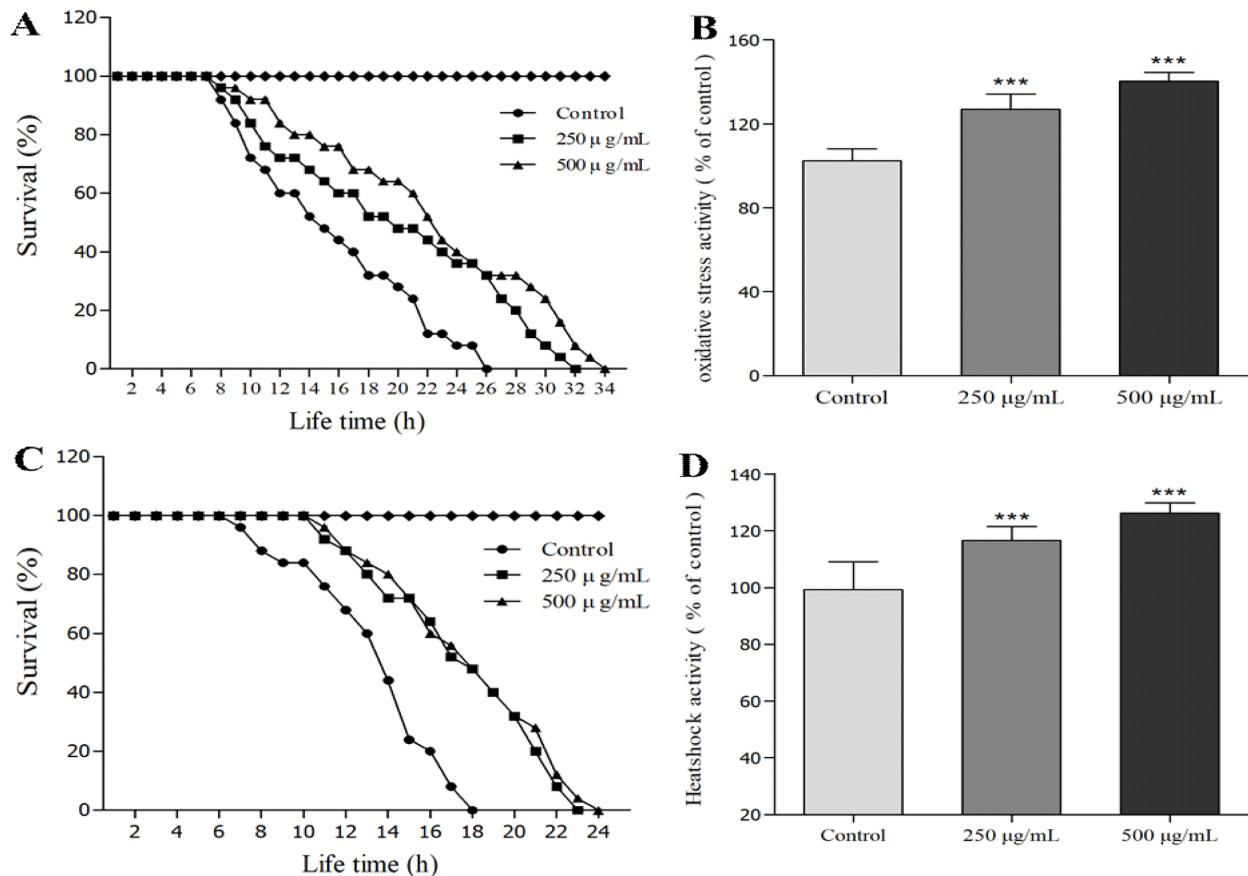 A
120
100
80
60
40
20
0
Survival (%)
Control
250 μ g/mL
500 μ g/mL
2 4 6 8 10 12 14 16 18 20 22 24 26 28 30 32 34
Life time (h)
B
160
120
80
40
0
oxidative stress activity ( % of control )
***
***
Control 250 μg/mL 500 μg/mL
C
120
100
80
60
40
20
0
Survival (%)
Control
250 μ g/mL
500 μ g/mL
2 4 6 8 10 12 14 16 18 20 22 24
Life time (h)
D
140
120
100
80
60
40
20
Heatshock activity ( % of control )
***
***
Control 250 μg/mL 500 μg/mL